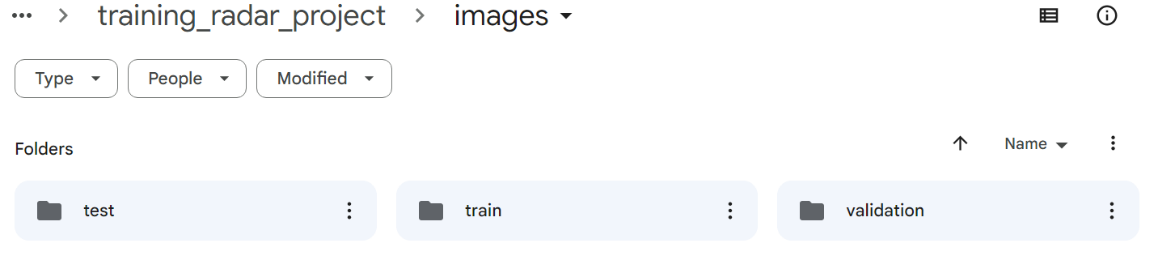 training_radar_project > images
Type People Modified
Folders Name
test train validation